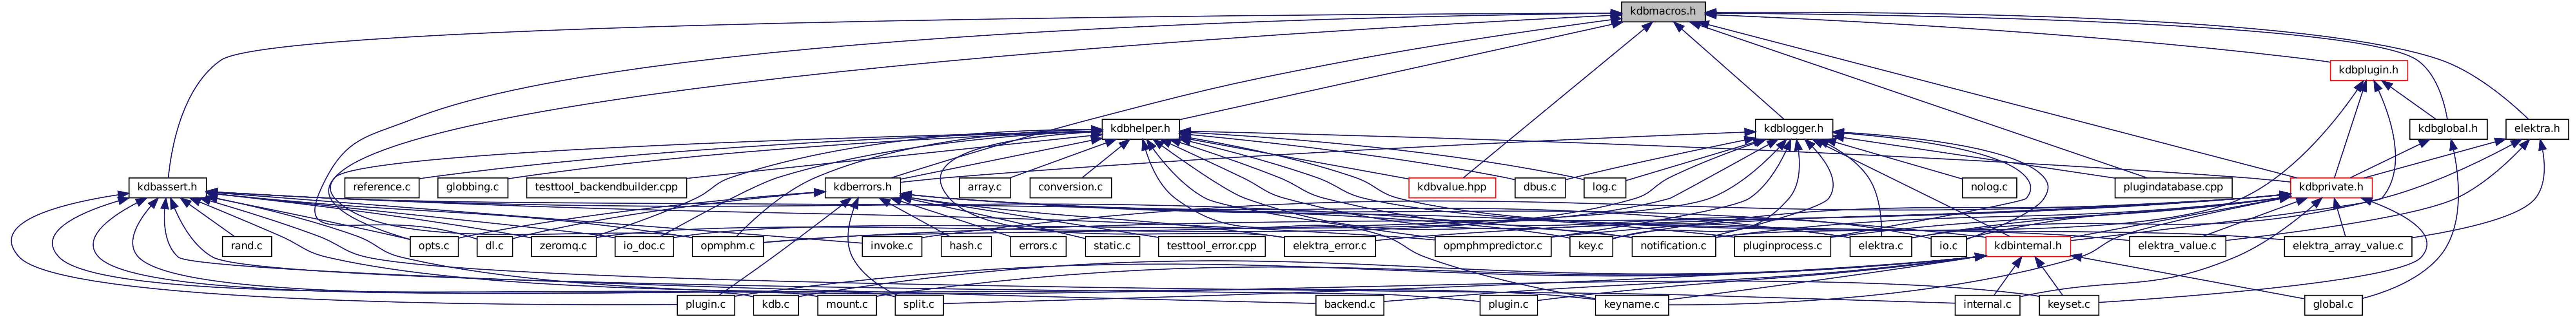 kdbmacros.h
kdbplugin.h
kdbhelper.h
kdblogger.h
kdbglobal.h
elektra.h
kdbassert.h
reference.c
globbing.c
testtool_backendbuilder.cpp
kdberrors.h
array.c
conversion.c
kdbvalue.hpp
dbus.c
log.c
nolog.c
plugindatabase.cpp
kdbprivate.h
rand.c
opts.c
dl.c
zeromq.c
io_doc.c
opmphm.c
invoke.c
hash.c
errors.c
static.c
testtool_error.cpp
elektra_error.c
opmphmpredictor.c
key.c
notification.c
pluginprocess.c
elektra.c
io.c
kdbinternal.h
elektra_value.c
elektra_array_value.c
plugin.c
kdb.c
mount.c
split.c
backend.c
plugin.c
keyname.c
internal.c
keyset.c
global.c